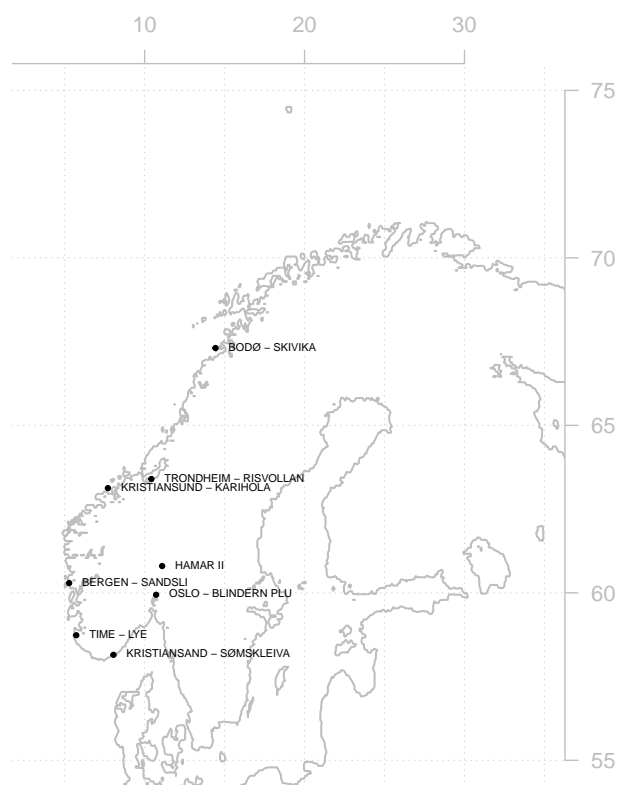 10 20 30
75
70
BODØ – SKIVIKA
65
TRONDHEIM – RISVOLLAN
KRISTIANSUND – KARIHOLA
HAMAR II
BERGEN – SANDSLI
OSLO – BLINDERN PLU
60
TIME – LYE
KRISTIANSAND – SØMSKLEIVA
55